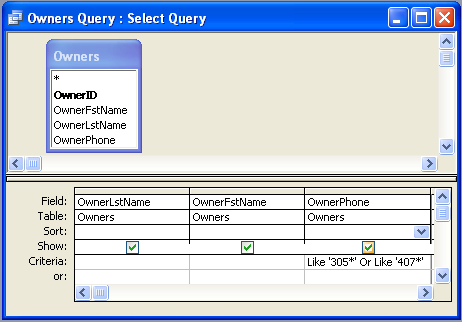 Owners Query : Select Query
Owners
*
OwnerID
OwnerFstName
OwnerLstName
OwnerPhone
Field: OwnerLstName OwnerFstName OwnerPhone
Table: Owners Owners Owners
Sort:
Show:
Criteria: Like '305*' Or Like '407*'
or: